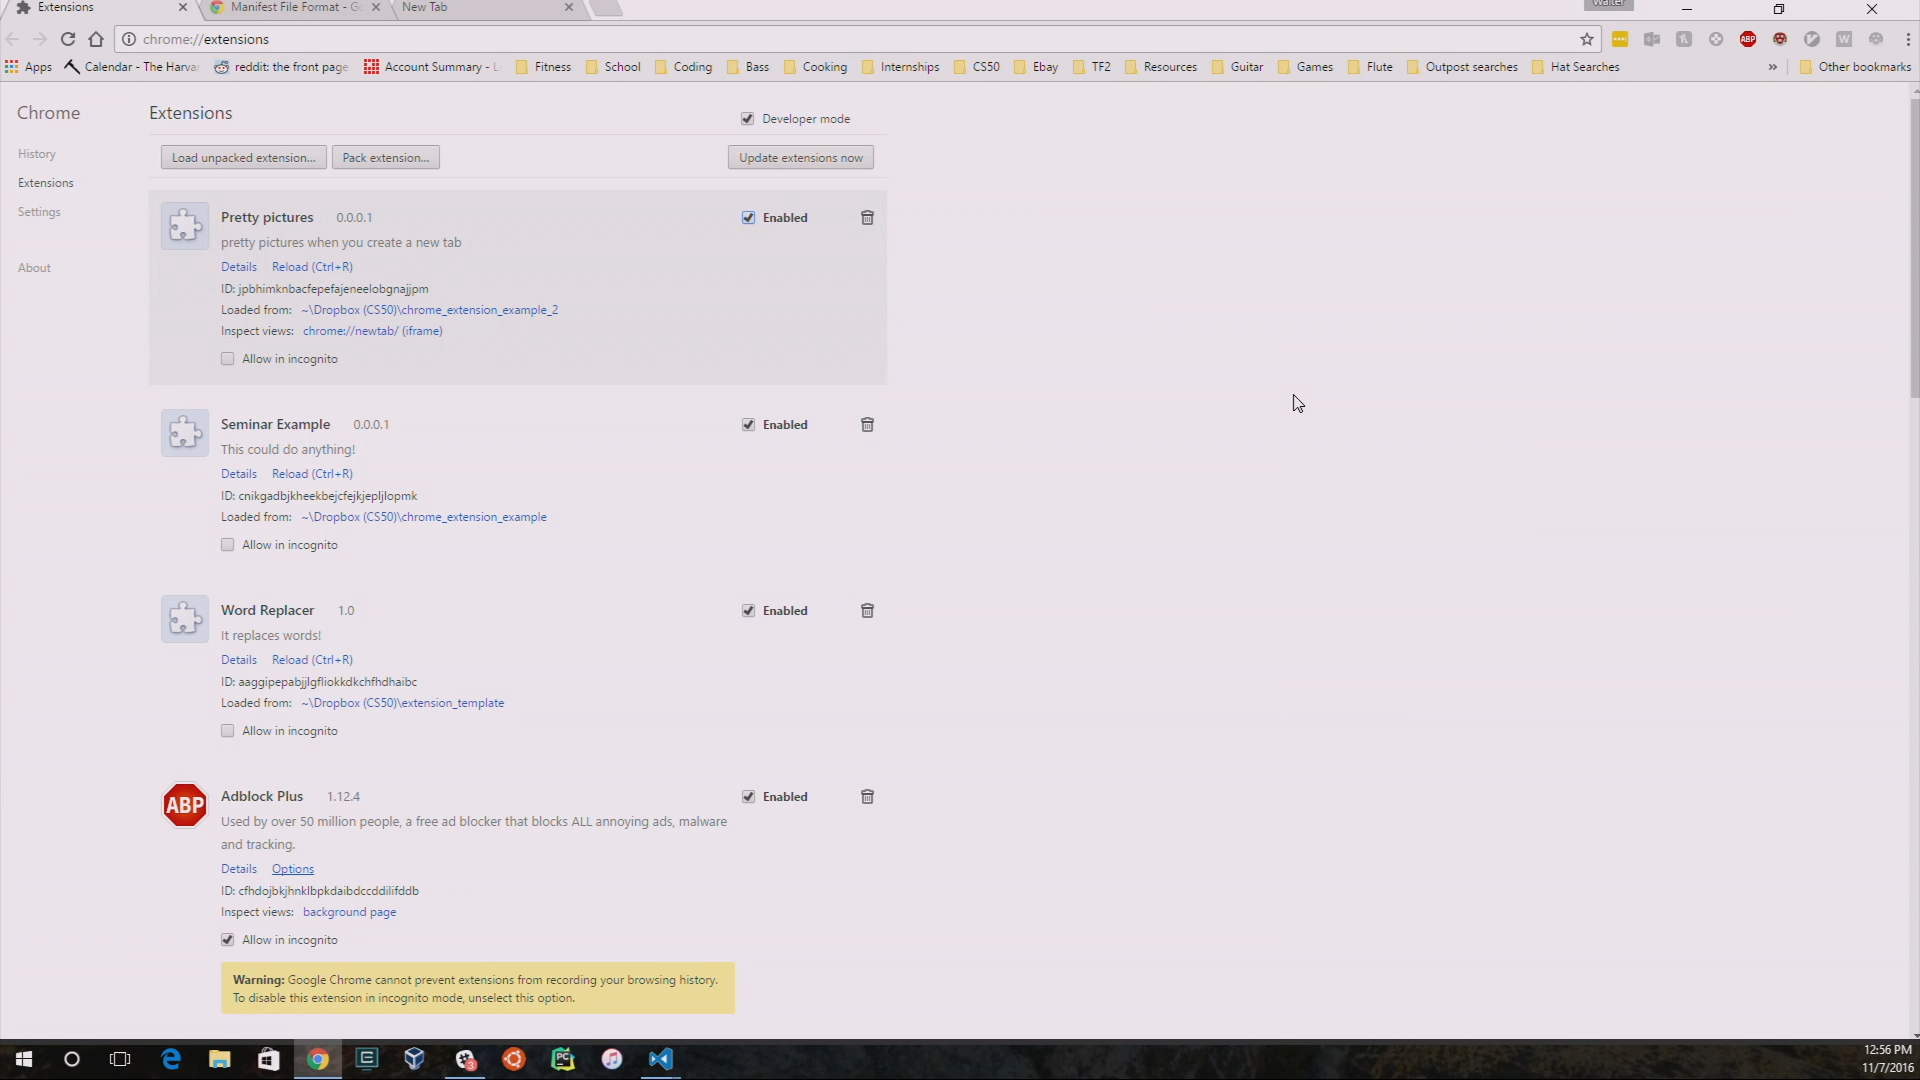 Extensions
Manifest File Format - Go
New Tab
Walter
chrome://extensions
ABP
W
Apps
Calendar - The Harvar
reddit: the front page
Account Summary - L
Fitness
School
Coding
Bass
Cooking
Internships
CS50
Ebay
TF2
Resources
Guitar
Games
Flute
Outpost searches
Hat Searches
»
Other bookmarks
Chrome
History
Extensions
Settings
About
Extensions
Developer mode
Load unpacked extension...
Pack extension...
Update extensions now
Pretty pictures 0.0.0.1
Enabled
pretty pictures when you create a new tab
Details Reload (Ctrl+R)
ID: jpbhimknbacfepefajeneelobgnajjpm
Loaded from: ~\Dropbox (CS50)\chrome_extension_example_2
Inspect views: chrome://newtab/ (iframe)
Allow in incognito
Seminar Example 0.0.0.1
Enabled
This could do anything!
Details Reload (Ctrl+R)
ID: cnikgadbjkheekbejcfejkjepljlopmk
Loaded from: ~\Dropbox (CS50)\chrome_extension_example
Allow in incognito
Word Replacer 1.0
Enabled
It replaces words!
Details Reload (Ctrl+R)
ID: aaggipepabjjlgfliokkdkchfhdhaibc
Loaded from: ~\Dropbox (CS50)\extension_template
Allow in incognito
ABP
Adblock Plus 1.12.4
Enabled
Used by over 50 million people, a free ad blocker that blocks ALL annoying ads, malware
and tracking.
Details Options
ID: cfhdojbkjhnklbpkdaibdccddilifddb
Inspect views: background page
Allow in incognito
Warning: Google Chrome cannot prevent extensions from recording your browsing history.
To disable this extension in incognito mode, unselect this option.
3
PC
12:56 PM
11/7/2016